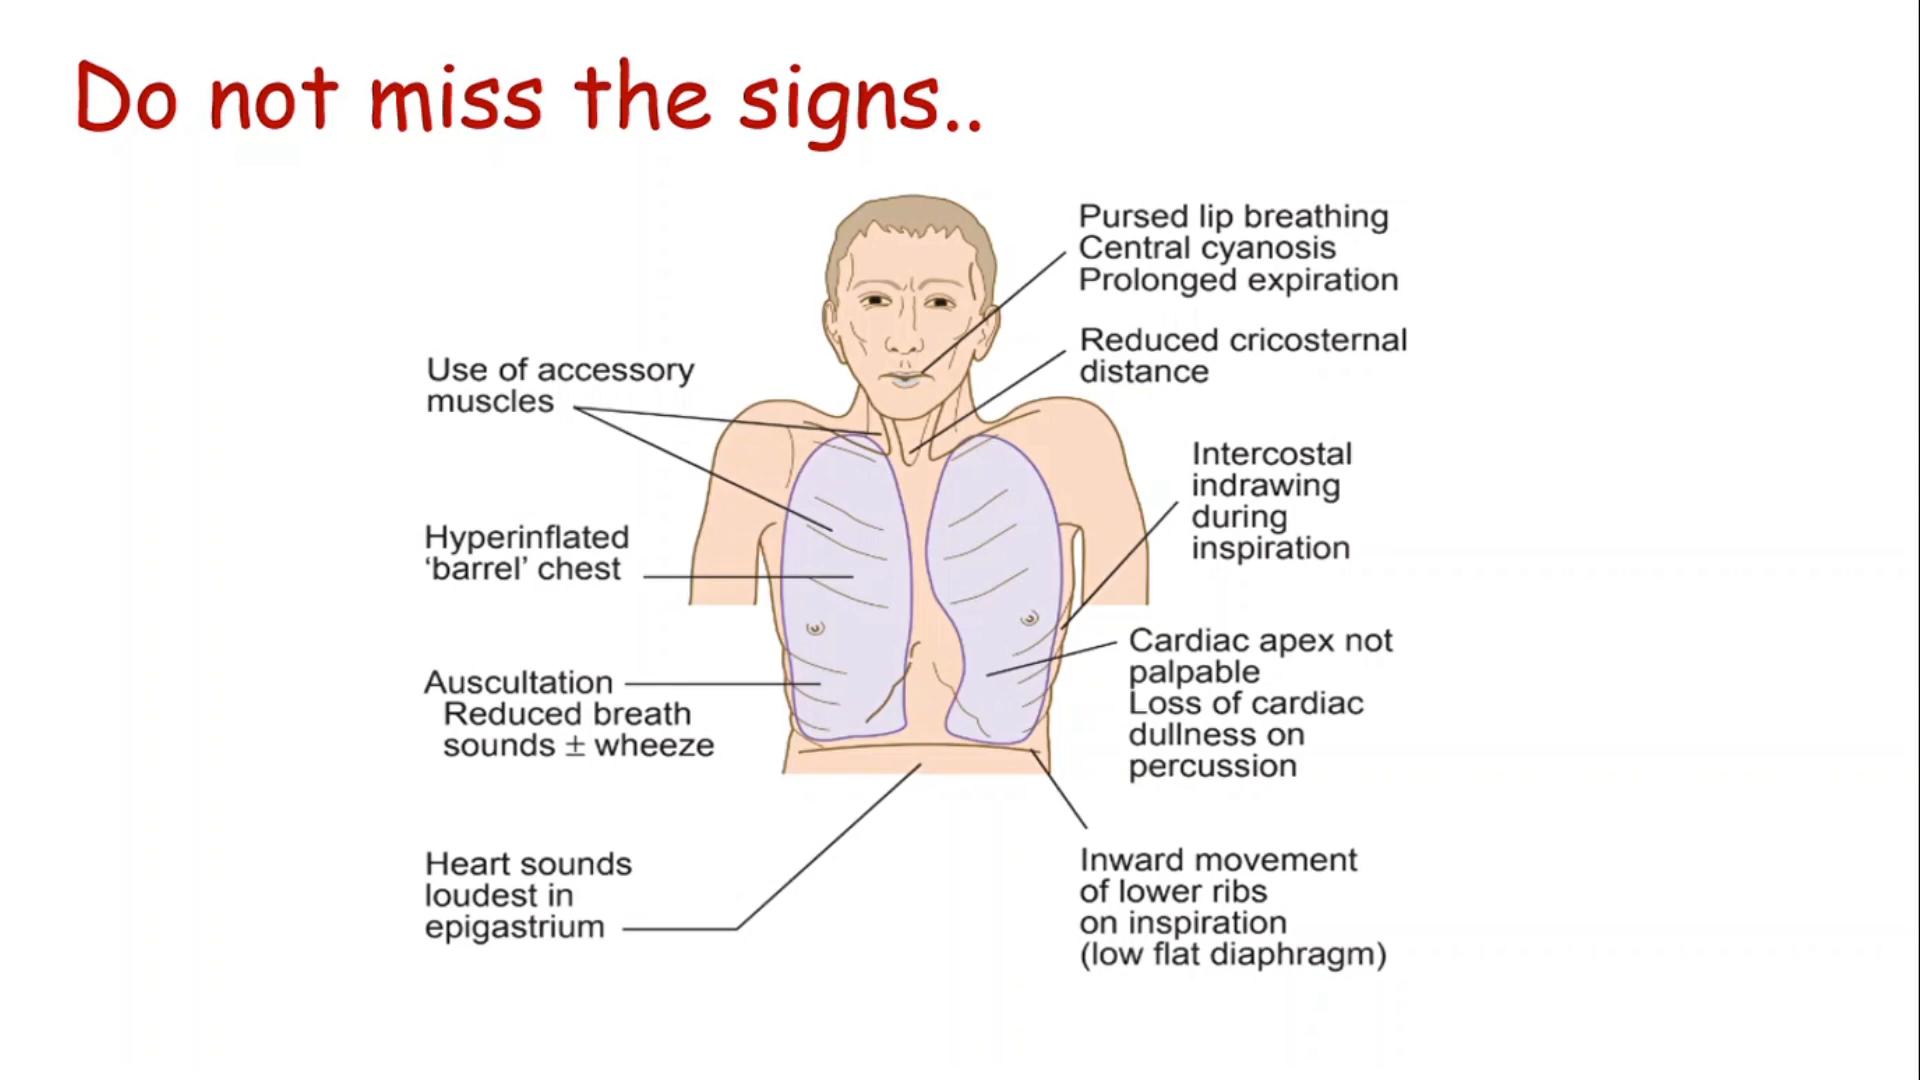 Do not miss the signs..
Pursed lip breathing
Central cyanosis
Prolonged expiration
Reduced cricosternal
distance
Use of accessory
muscles
Intercostal
indrawing
during
inspiration
Hyperinflated
‘barrel’ chest
Cardiac apex not
palpable
Loss of cardiac
dullness on
percussion
Auscultation
Reduced breath
sounds ± wheeze
Heart sounds
loudest in
epigastrium
Inward movement
of lower ribs
on inspiration
(low flat diaphragm)